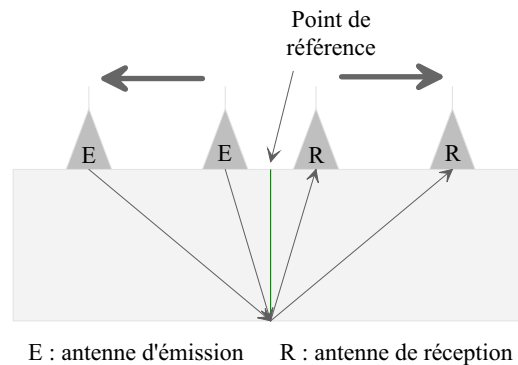 Point de
référence
E
E
R
R
E : antenne d'émission R : antenne de réception